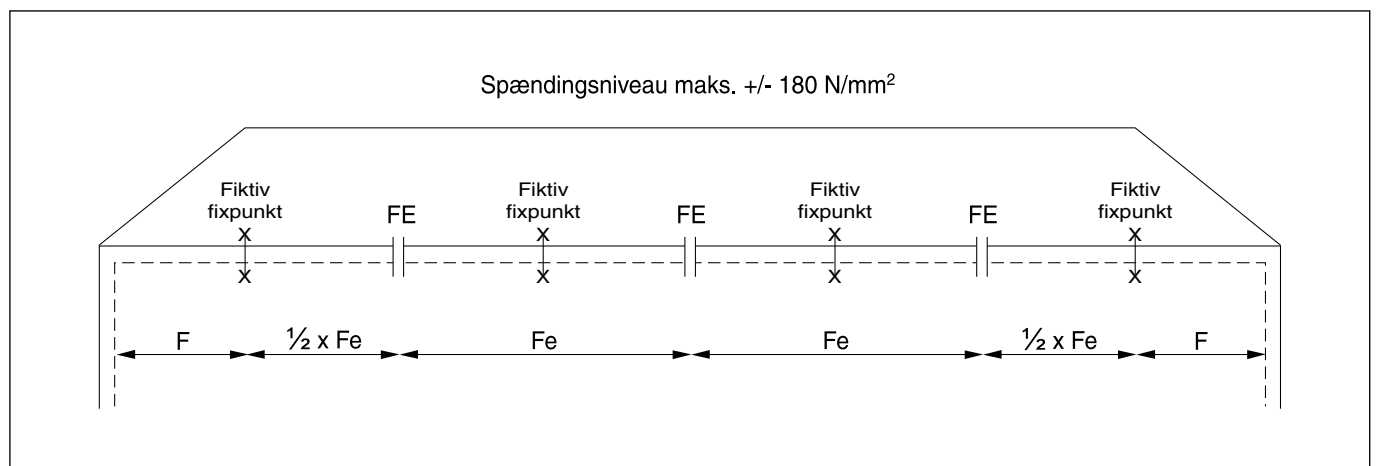 Spændingsniveau maks. +/- 180 N/mm²
Fiktiv
fixpunkt
FE
Fiktiv
fixpunkt
FE
Fiktiv
fixpunkt
FE
Fiktiv
fixpunkt
X X X X
X X X X
F ½ x Fe Fe Fe ½ x Fe F